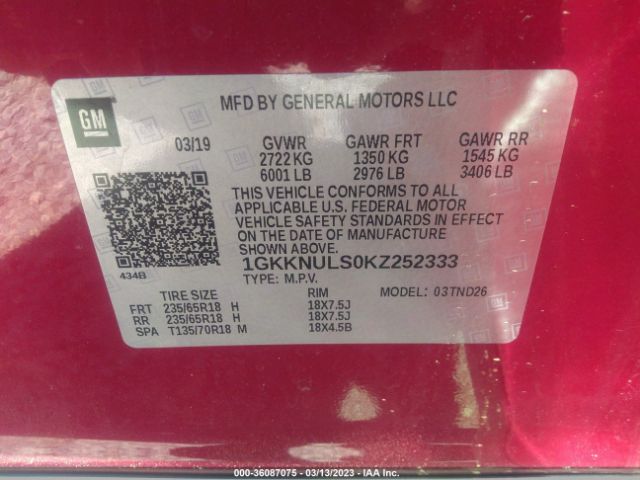 GM
MFD BY GENERAL MOTORS LLC
03/19 GVWR GAWR FRT GAWR RR
2722 KG 1350 KG 1545 KG
6001 LB 2976 LB 3406 LB
THIS VEHICLE CONFORMS TO ALL
APPLICABLE U.S. FEDERAL MOTOR
VEHICLE SAFETY STANDARDS IN EFFECT
ON THE DATE OF MANUFACTURE
SHOWN ABOVE.
434B 1GKKNULS0KZ252333
TYPE: M.P.V.
TIRE SIZE RIM MODEL: 03TND26
FRT 235/65R18 H 18X7.5J
RR 235/65R18 H 18X7.5J
SPA T135/70R18 M 18X4.5B
000-36087075 - 03/13/2023 - IAA Inc.